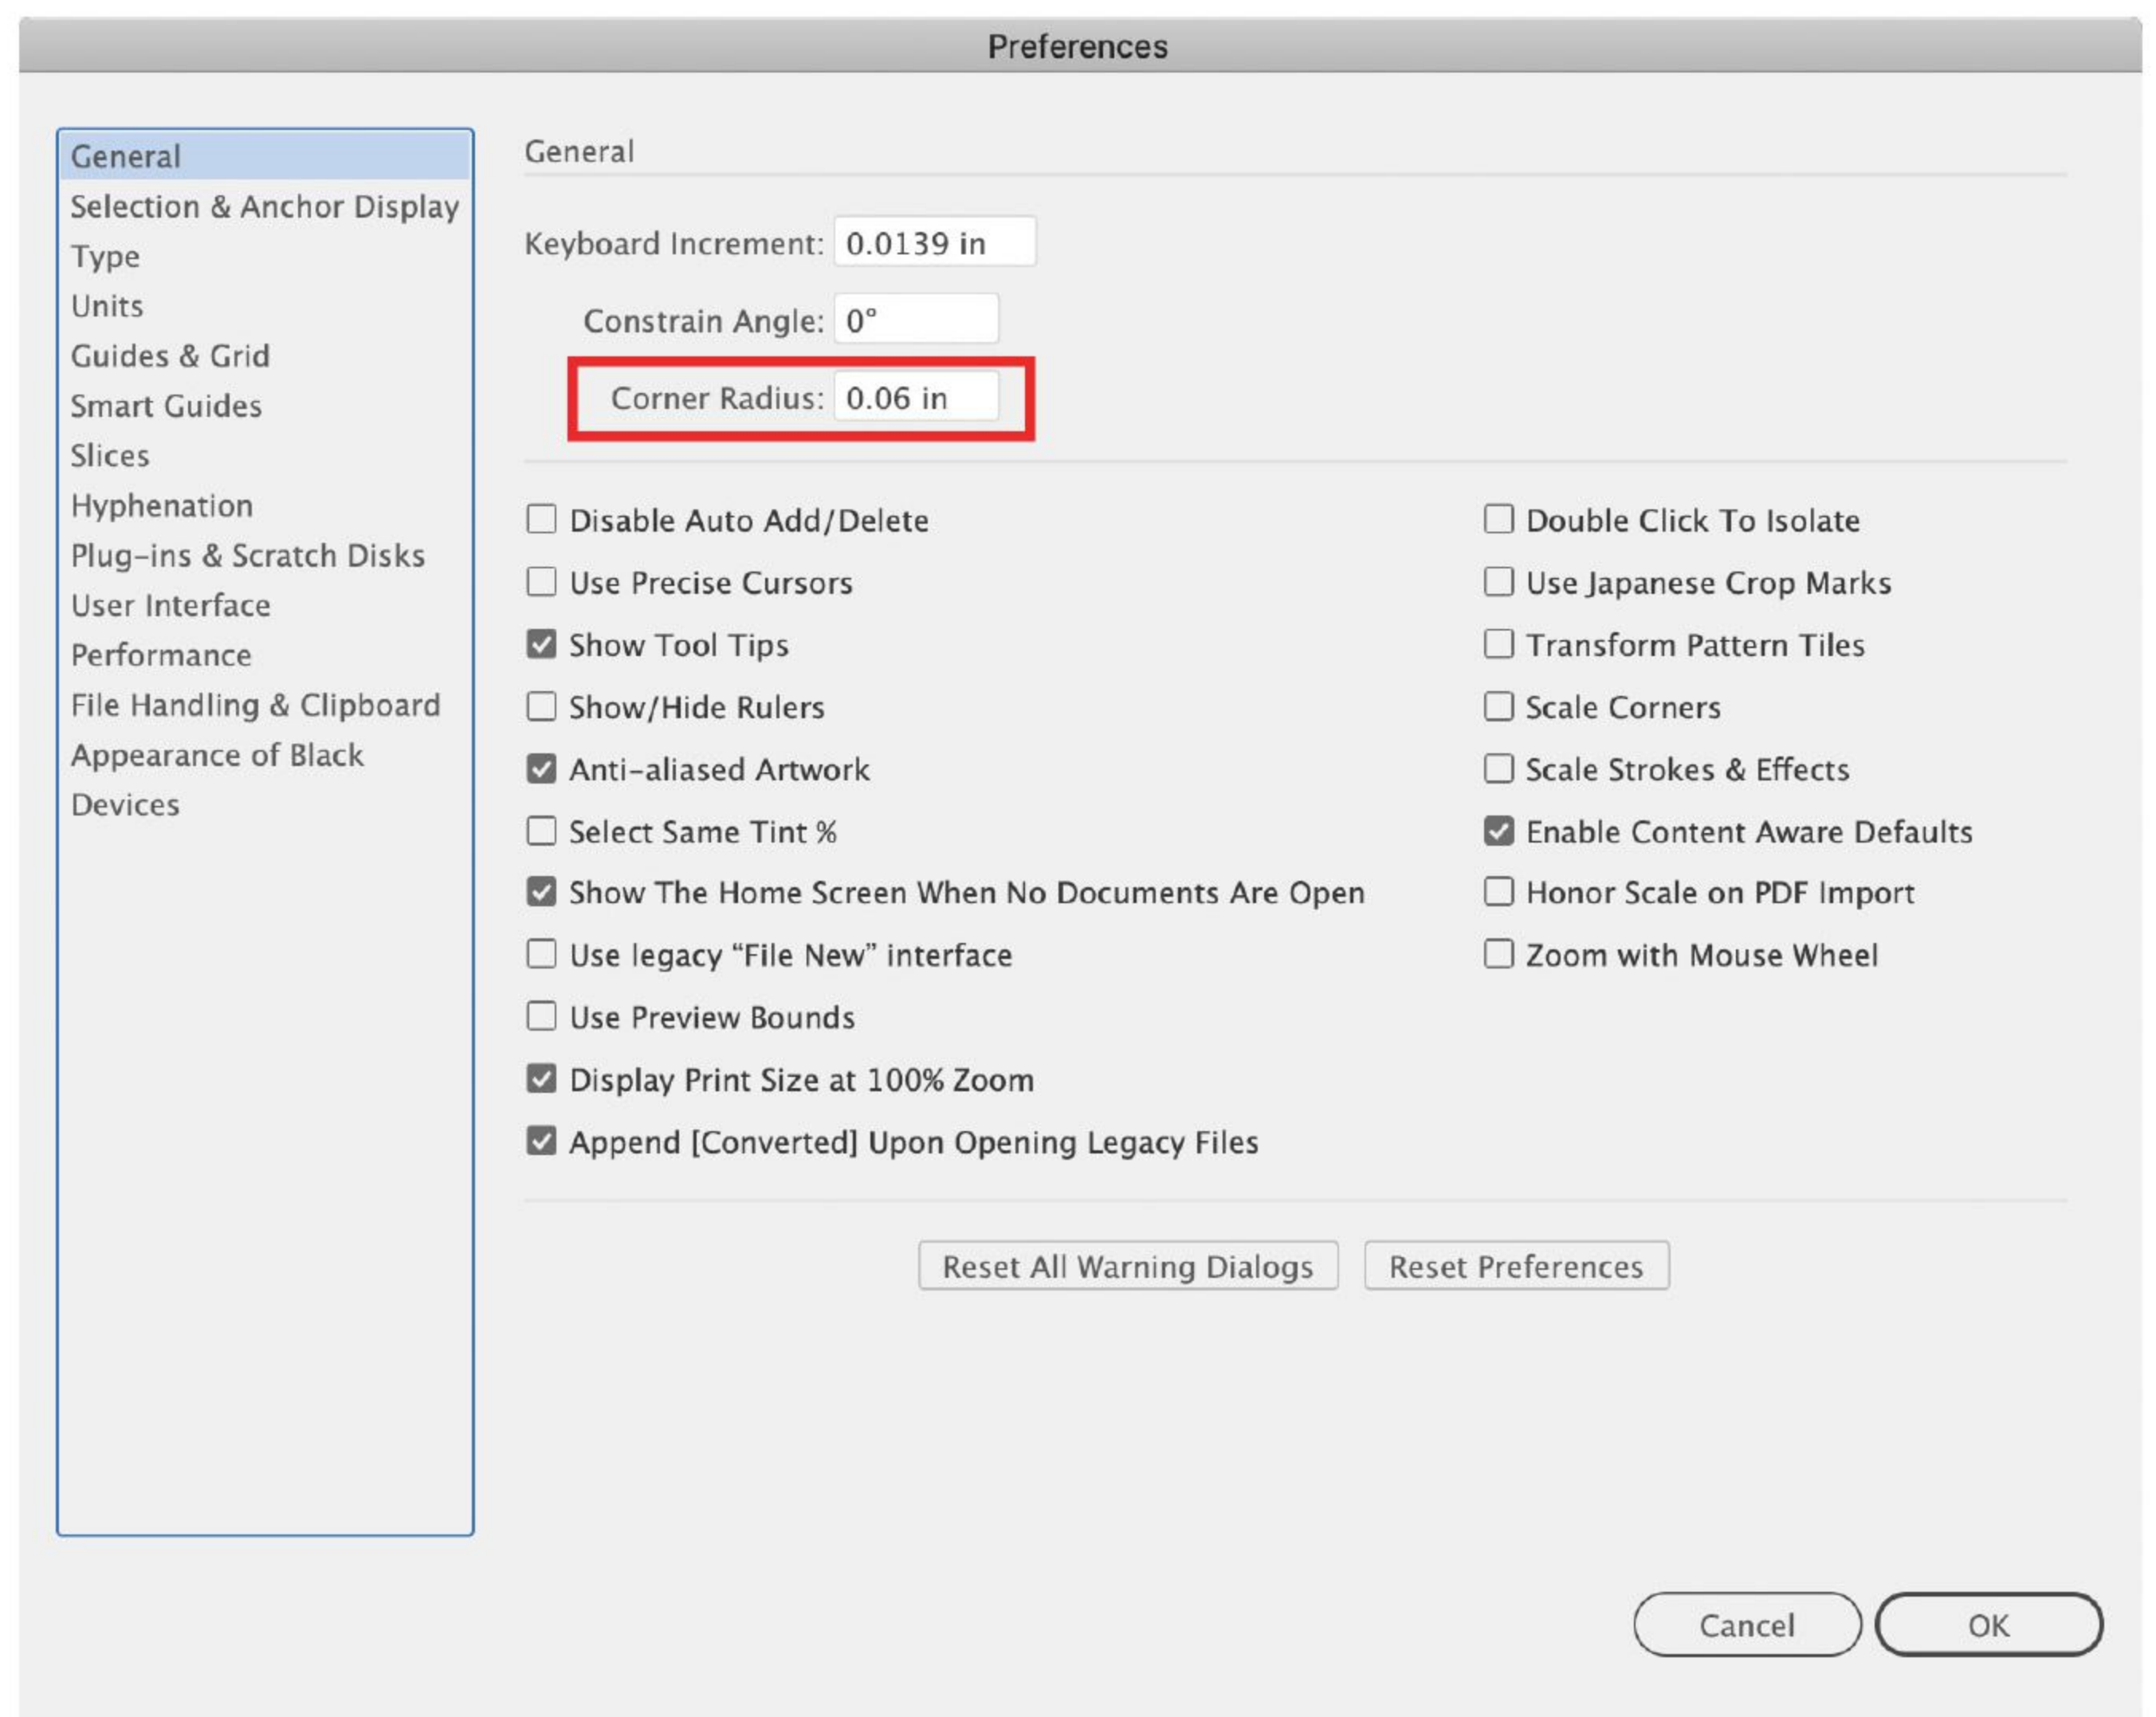 Preferences
General
Selection & Anchor Display
Type
Units
Guides & Grid
Smart Guides
Slices
Hyphenation
Plug-ins & Scratch Disks
User Interface
Performance
File Handling & Clipboard
Appearance of Black
Devices
General
Keyboard Increment: 0.0139 in
Constrain Angle: 0°
Corner Radius: 0.06 in
Disable Auto Add/Delete
Use Precise Cursors
Show Tool Tips
Show/Hide Rulers
Anti-aliased Artwork
Select Same Tint %
Show The Home Screen When No Documents Are Open
Use legacy “File New” interface
Use Preview Bounds
Display Print Size at 100% Zoom
Append [Converted] Upon Opening Legacy Files
Double Click To Isolate
Use Japanese Crop Marks
Transform Pattern Tiles
Scale Corners
Scale Strokes & Effects
Enable Content Aware Defaults
Honor Scale on PDF Import
Zoom with Mouse Wheel
Reset All Warning Dialogs
Reset Preferences
Cancel
OK